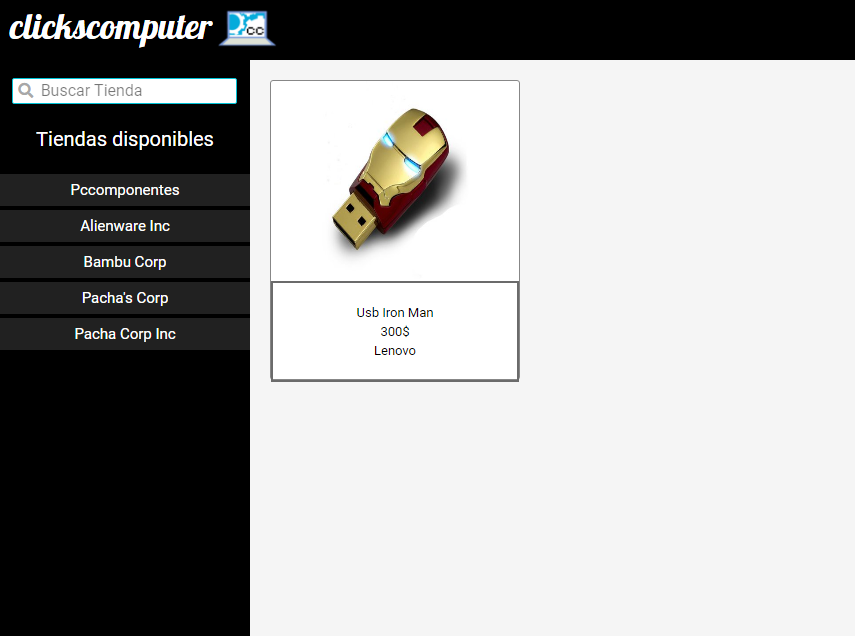 clickscomputer
CC
Buscar Tienda
Tiendas disponibles
Pccomponentes
Alienware Inc
Bambu Corp
Pacha's Corp
Pacha Corp Inc
Usb Iron Man
300$
Lenovo